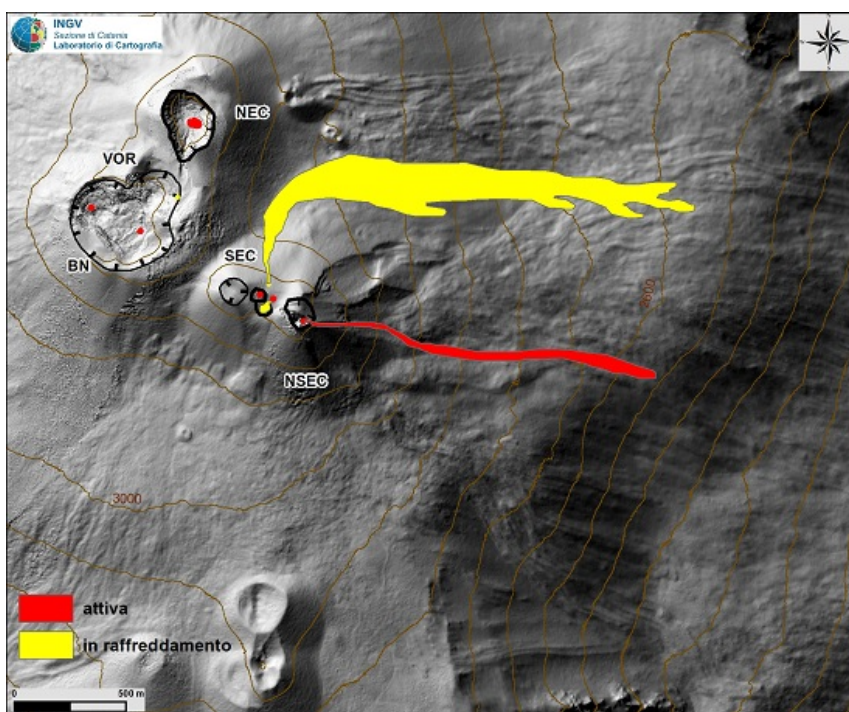 INGV
Sezione di Catania
Laboratorio di Cartografia
NEC
VOR
BN
SEC
NSEC
3000
attiva
in raffreddamento
0
500 m